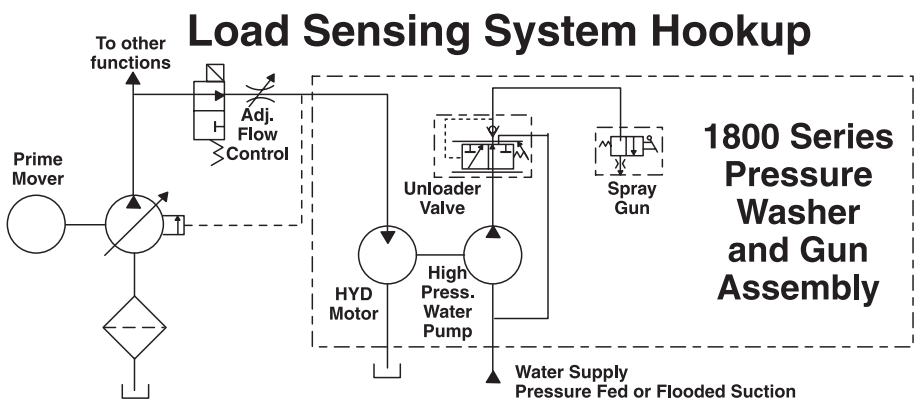 Load Sensing System Hookup
To other
functions
Adj.
Flow
Control
Prime
Mover
Unloader
Valve
Spray
Gun
1800 Series
Pressure
Washer
and Gun
Assembly
HYD
Motor
High
Press.
Water
Pump
Water Supply
Pressure Fed or Flooded Suction